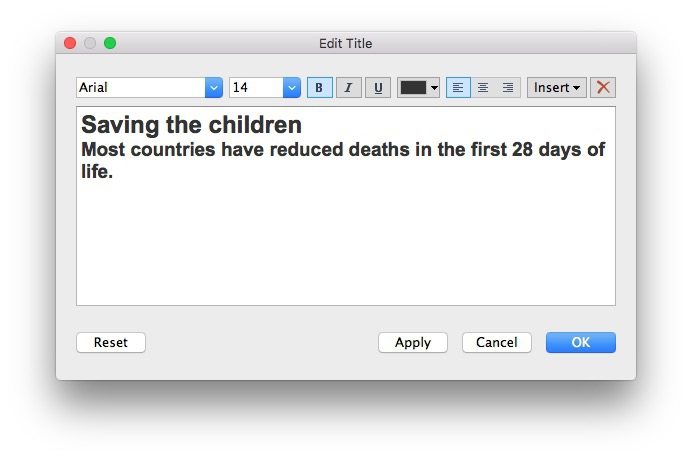 Edit Title
Arial 14 B I U Insert
Saving the children
Most countries have reduced deaths in the first 28 days of
life.
Reset Apply Cancel OK